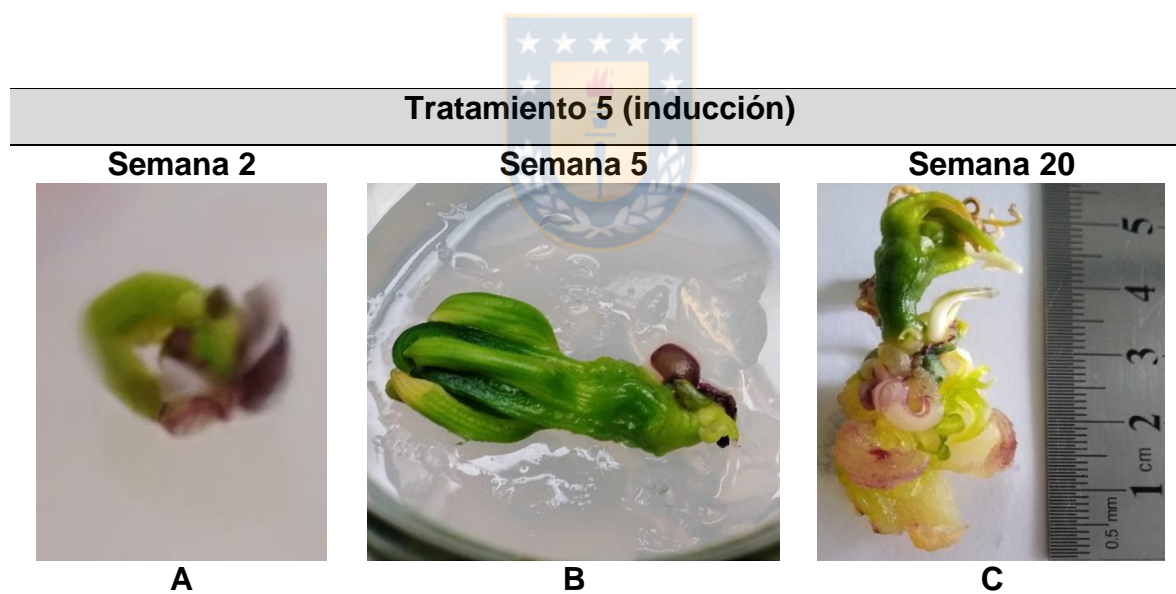 Tratamiento 5 (inducción)
Semana 2
Semana 5
Semana 20
5
4
3
2
1 cm
0.5 mm
A
B
C